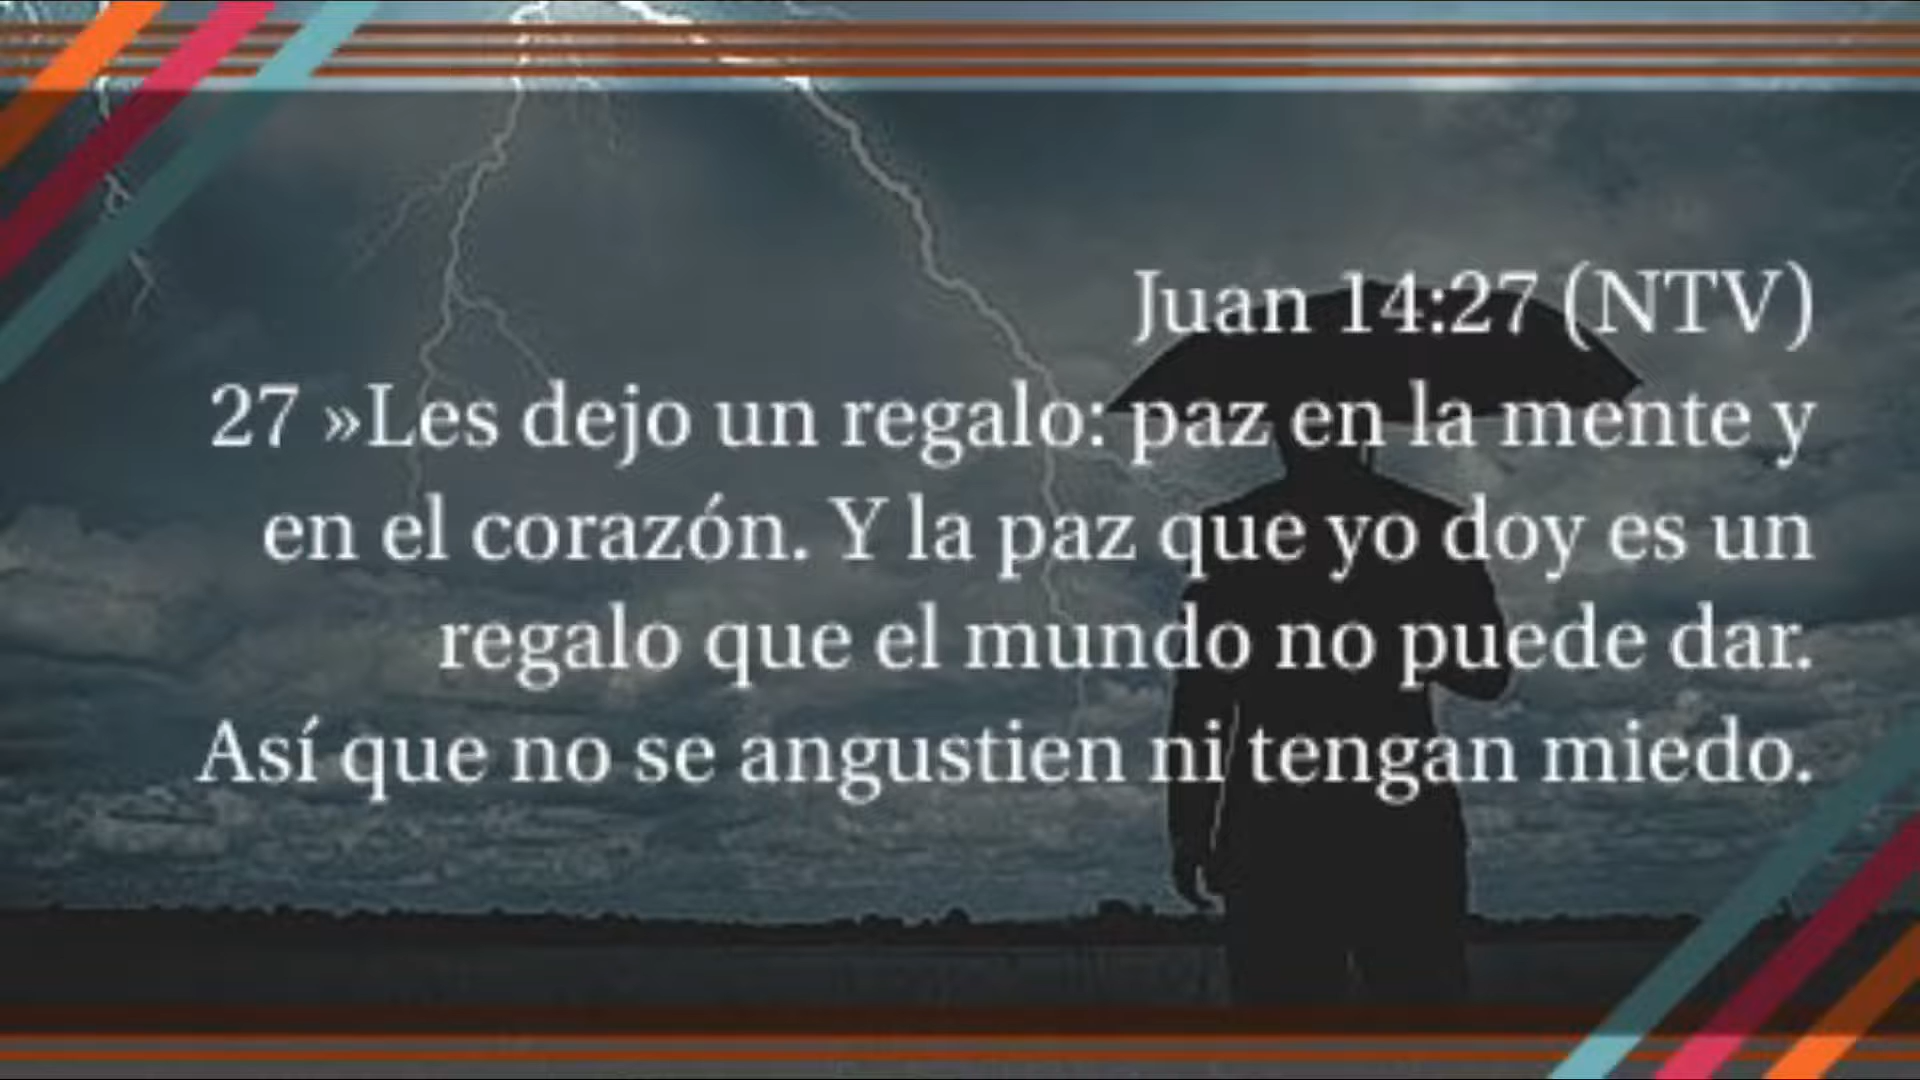 Juan 14:27 (NTV)
27 »Les dejo un regalo: paz en la mente y
en el corazón. Y la paz que yo doy es un
regalo que el mundo no puede dar.
Así que no se angustien ni tengan miedo.